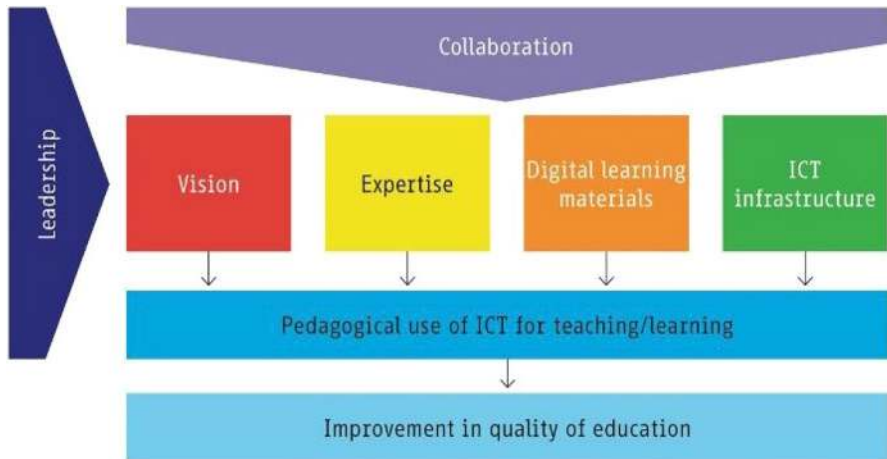 Leadership
Collaboration
Vision
Expertise
Digital learning
materials
ICT
infrastructure
Pedagogical use of ICT for teaching/learning
Improvement in quality of education